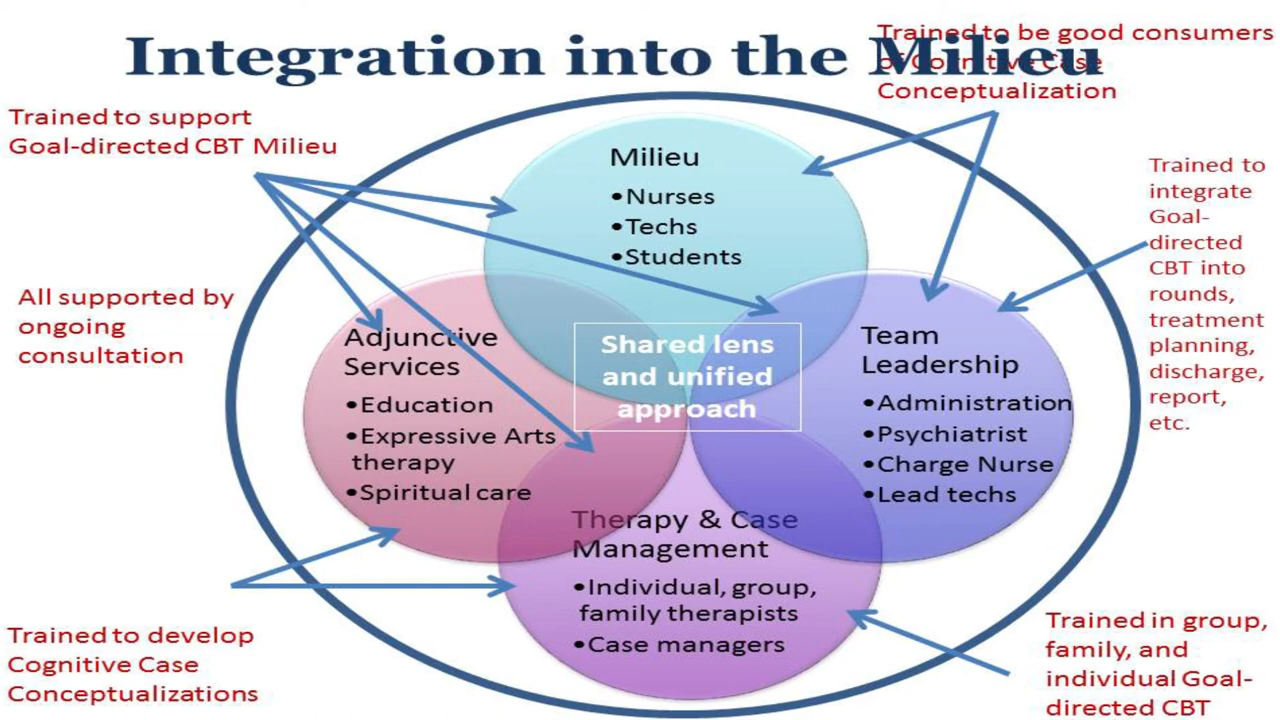 Integration into the Milieu
Trained to be good consumers
of Cognitive Case
Conceptualization
Trained to support
Goal-directed CBT Milieu
Milieu
•Nurses
•Techs
•Students
Trained to
integrate
Goal-
directed
CBT into
rounds,
treatment
planning,
discharge,
report,
etc.
All supported by
ongoing
consultation
Adjunctive
Services
•Education
•Expressive Arts
therapy
•Spiritual care
Shared lens
and unified
approach
Team
Leadership
•Administration
•Psychiatrist
•Charge Nurse
•Lead techs
Therapy & Case
Management
•Individual, group,
family therapists
•Case managers
Trained to develop
Cognitive Case
Conceptualizations
Trained in group,
family, and
individual Goal-
directed CBT